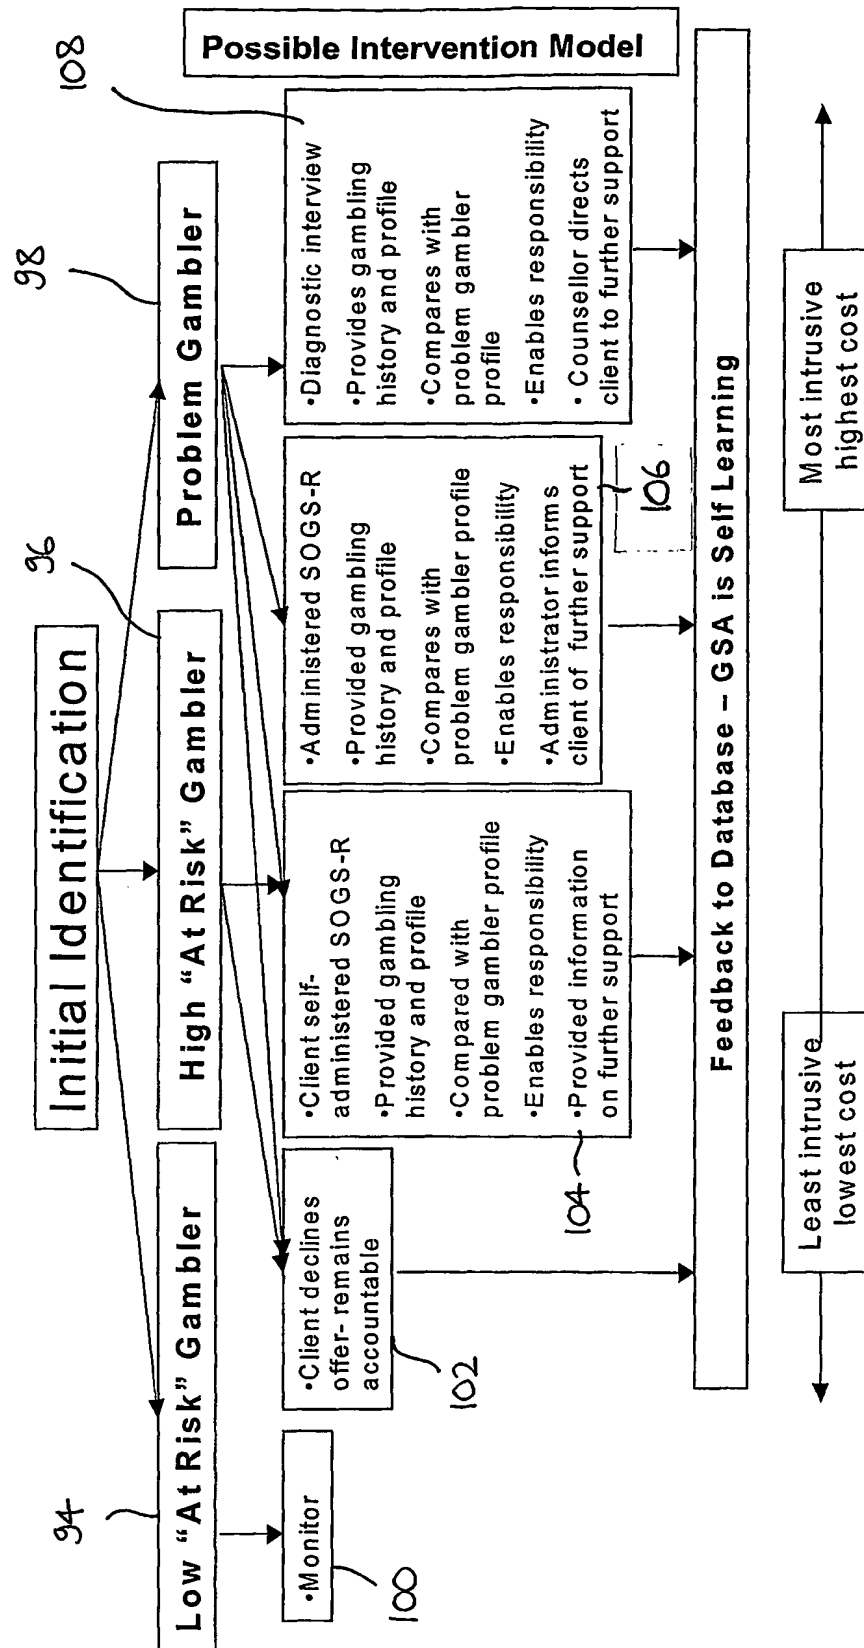 Initial Identification
94
96
98
108
Low “At Risk” Gambler
High “At Risk” Gambler
Problem Gambler
Possible Intervention Model
•Monitor
100
•Client declines
offer- remains
accountable
102
•Client self-
administered SOGS-R
•Provided gambling
history and profile
•Compared with
problem gambler profile
•Enables responsibility
•Provided information
on further support
104
•Administered SOGS-R
•Provided gambling
history and profile
•Compares with
problem gambler profile
•Enables responsibility
•Administrator informs
client of further support
106
•Diagnostic interview
•Provides gambling
history and profile
•Compares with
problem gambler
profile
•Enables responsibility
• Counsellor directs
client to further support
Feedback to Database – GSA is Self Learning
Least intrusive
lowest cost
Most intrusive
highest cost